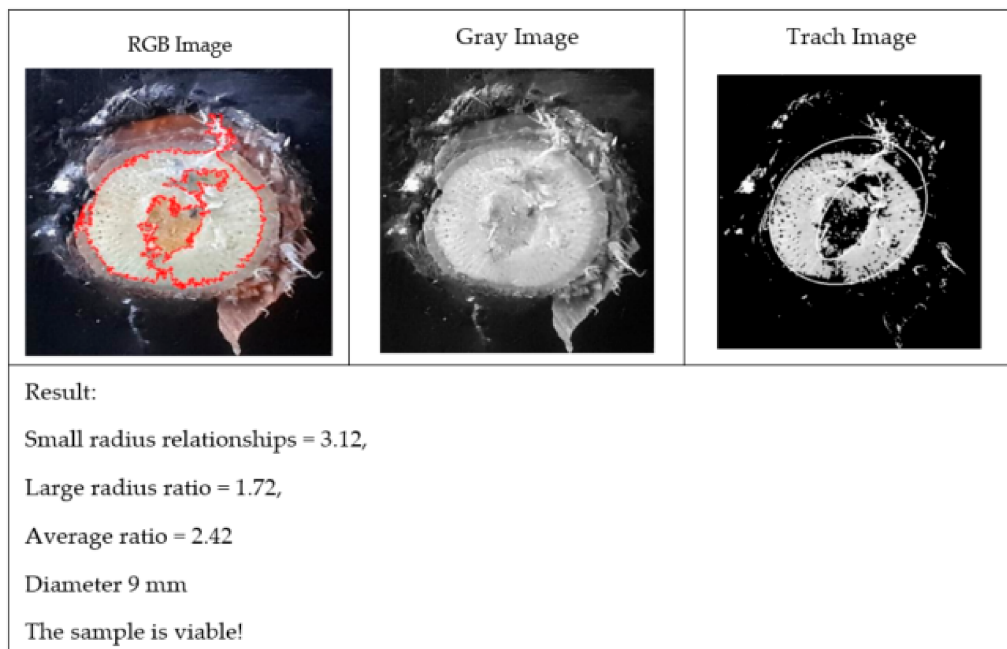 RGB Image
Gray Image
Trach Image
Result:
Small radius relationships = 3.12,
Large radius ratio = 1.72,
Average ratio = 2.42
Diameter 9 mm
The sample is viable!